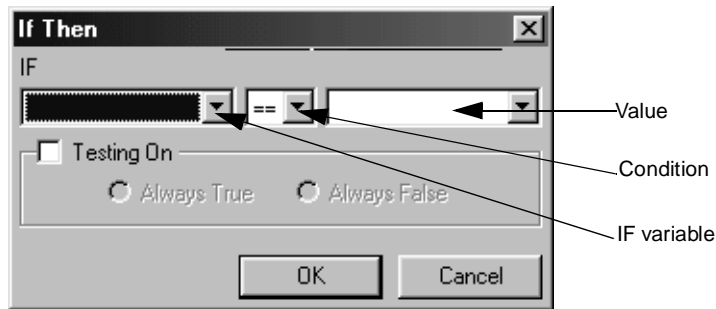 If Then
IF
==
Value
Testing On
Condition
Always True
Always False
IF variable
OK
Cancel